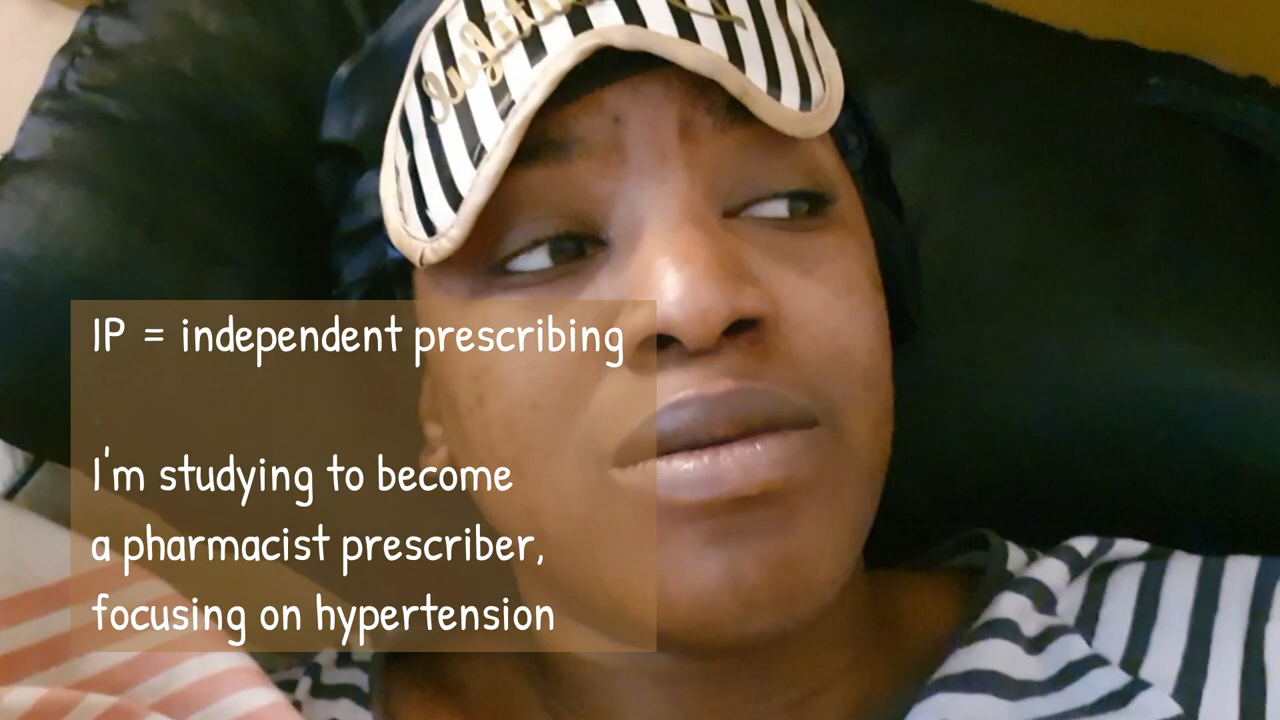 IP = independent prescribing
I'm studying to become
a pharmacist prescriber,
focusing on hypertension